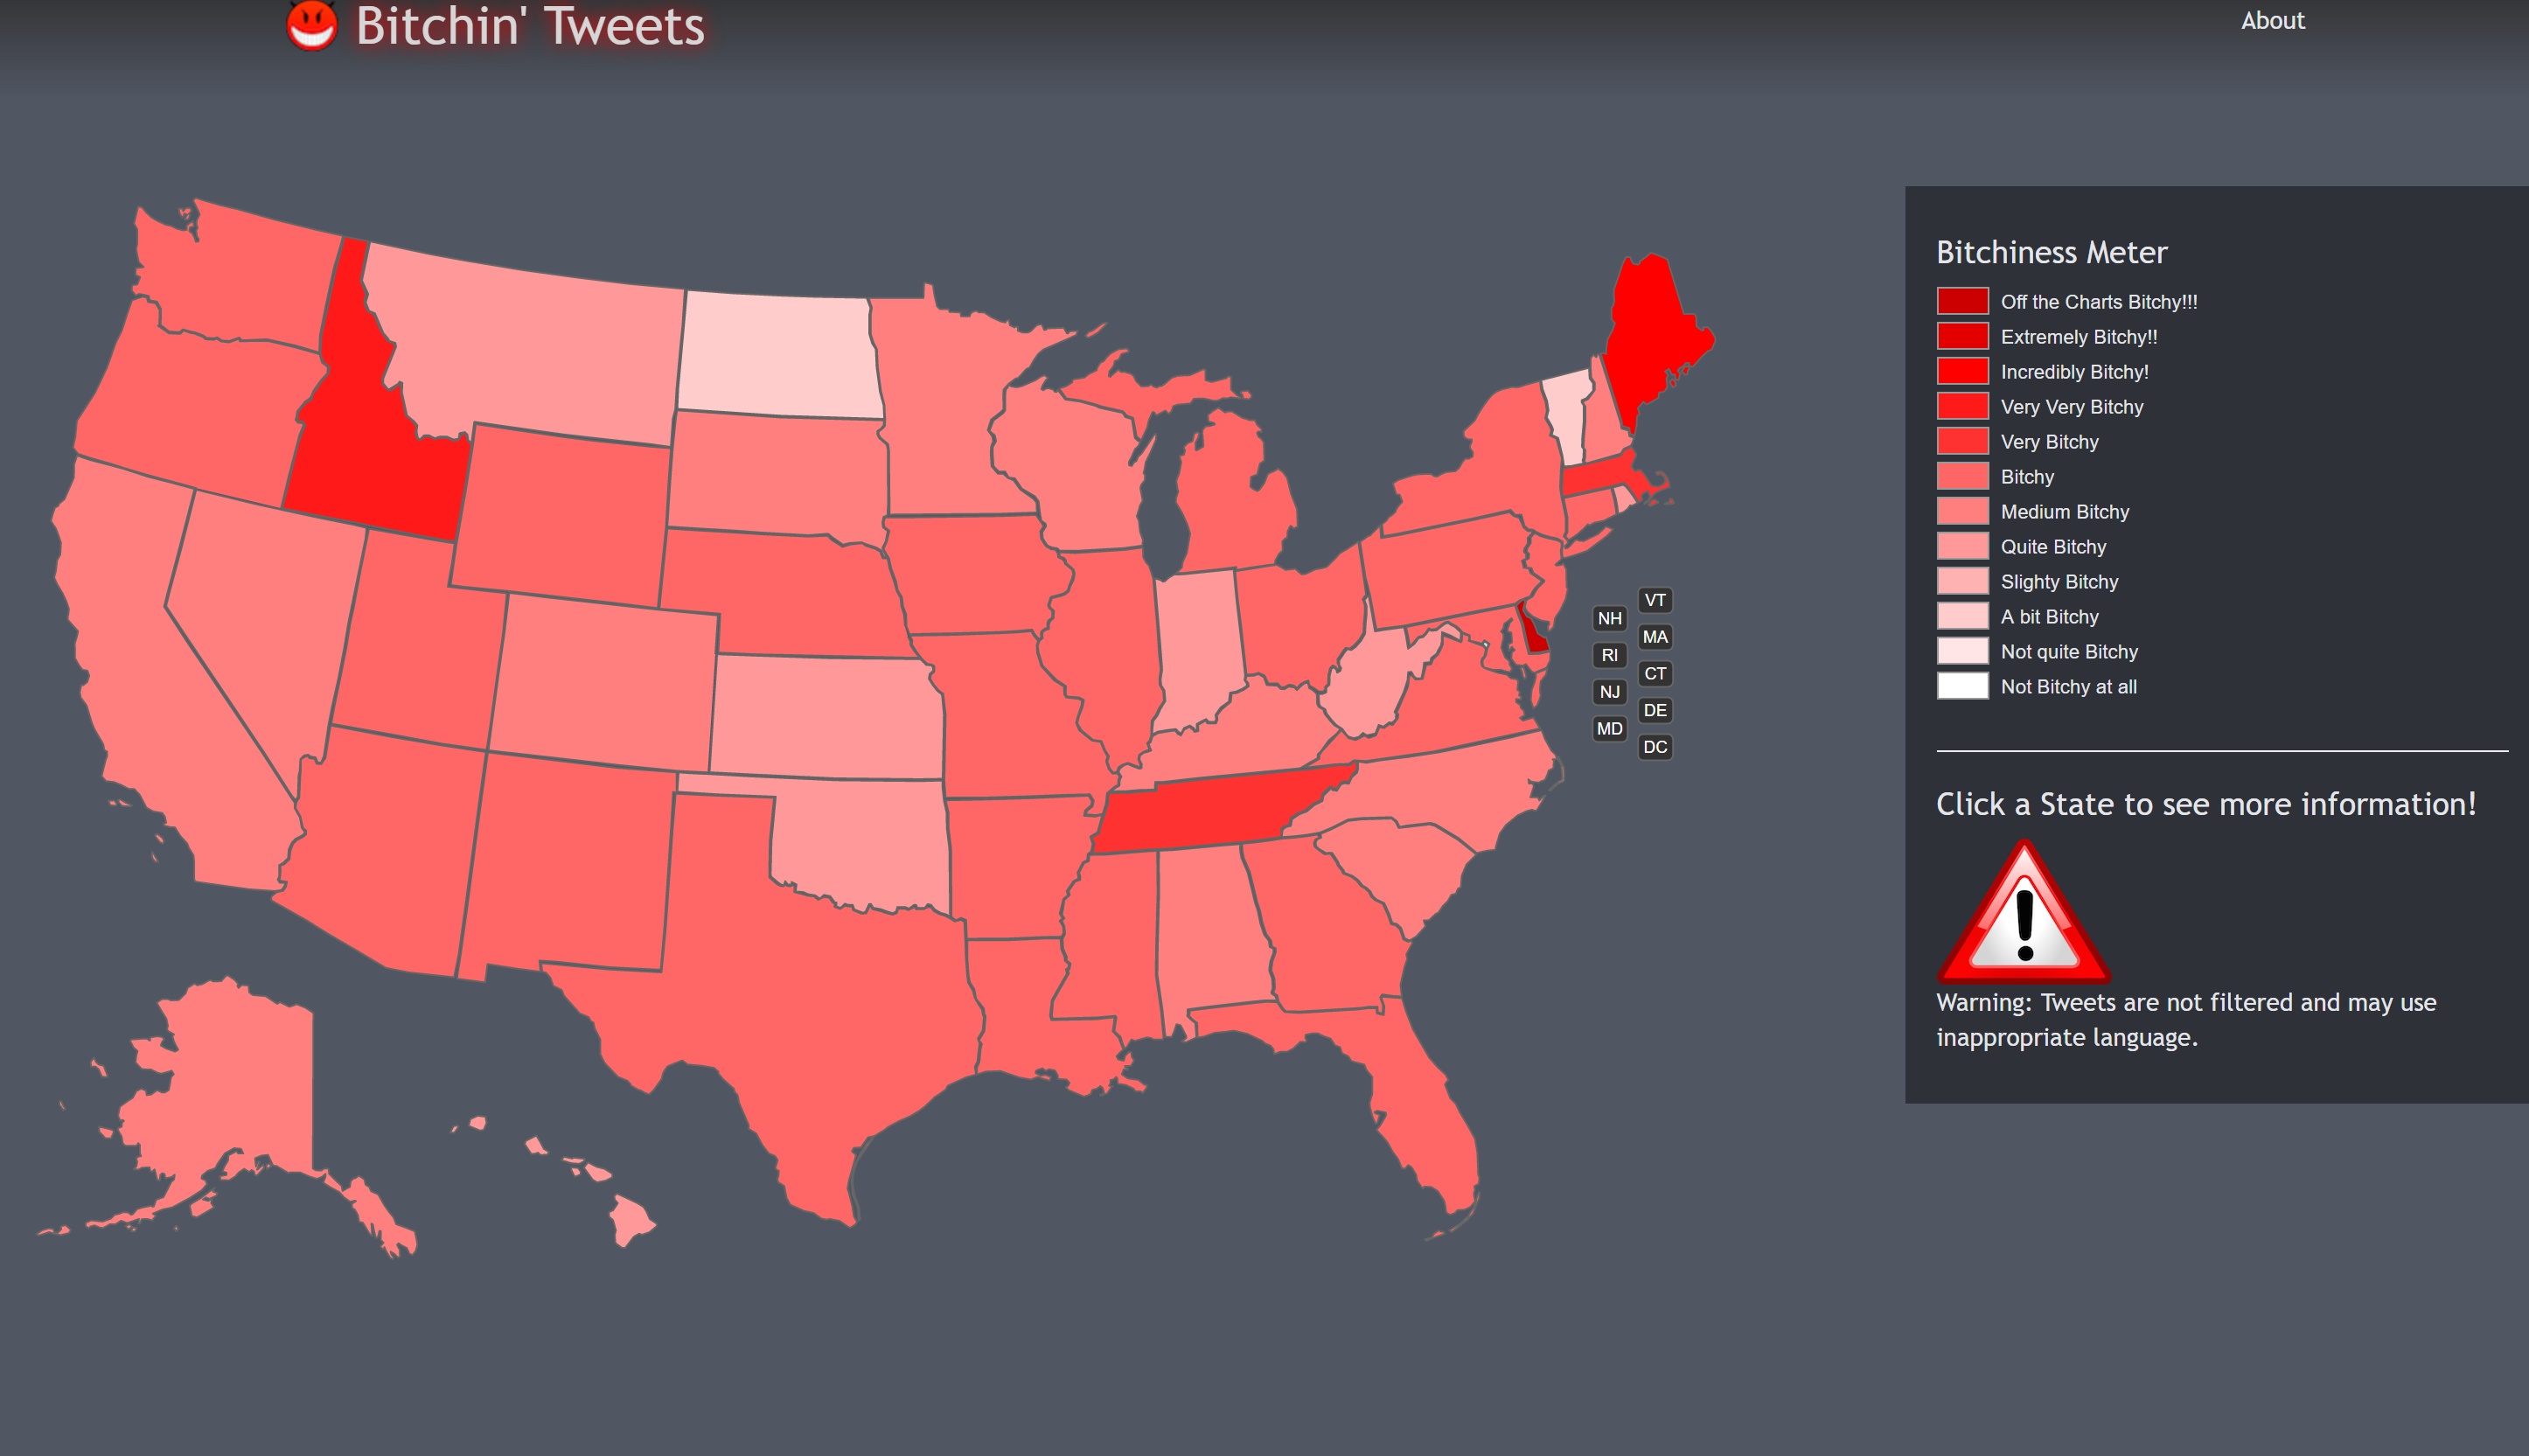 Bitchin' Tweets
About
Bitchiness Meter
Off the Charts Bitchy!!!
Extremely Bitchy!!
Incredibly Bitchy!
Very Very Bitchy
Very Bitchy
Bitchy
Medium Bitchy
Quite Bitchy
Slighty Bitchy
A bit Bitchy
Not quite Bitchy
Not Bitchy at all
VT
NH
MA
RI
CT
NJ
DE
MD
DC
Click a State to see more information!
Warning: Tweets are not filtered and may use
inappropriate language.